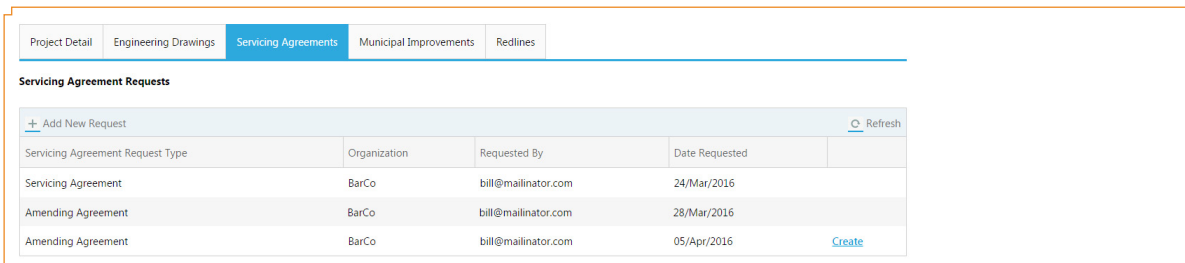 Project Detail Engineering Drawings Servicing Agreements Municipal Improvements Redlines
Servicing Agreement Requests
+ Add New Request Refresh
Servicing Agreement Request Type Organization Requested By Date Requested
Servicing Agreement BarCo bill@mailinator.com 24/Mar/2016
Amending Agreement BarCo bill@mailinator.com 28/Mar/2016
Amending Agreement BarCo bill@mailinator.com 05/Apr/2016 Create